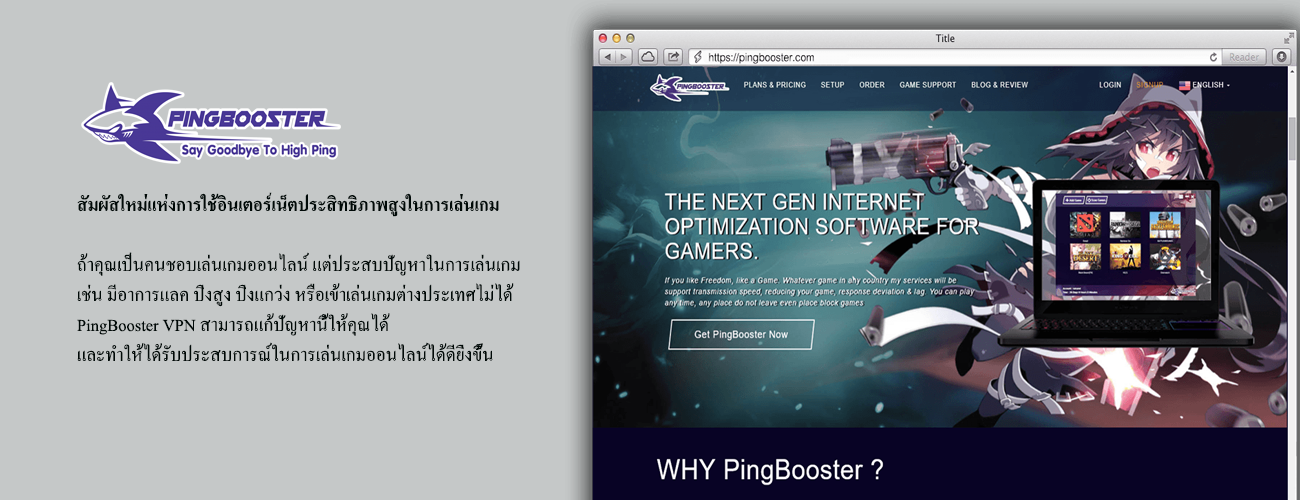 PINGBOOSTER
Say Goodbye To High Ping
สัมผัสใหม่แห่งการใช้อินเตอร์เน็ตประสิทธิภาพสูงในการเล่นเกม
ถ้าคุณเป็นคนชอบเล่นเกมออนไลน์ แต่ประสบปัญหาในการเล่นเกม
เช่น มีอาการแลค ปิงสูง ปิงแกว่ง หรือเข้าเล่นเกมต่างประเทศไม่ได้
PingBooster VPN สามารถแก้ปัญหานี้ให้คุณได้
และทำให้ได้รับประสบการณ์ในการเล่นเกมออนไลน์ได้ดียิ่งขึ้น
Title
https://pingbooster.com
Reader
PINGBOOSTER
PLANS & PRICING SETUP ORDER GAME SUPPORT BLOG & REVIEW LOGIN SIGNUP ENGLISH
THE NEXT GEN INTERNET
OPTIMIZATION SOFTWARE FOR
GAMERS.
If you like Freedom, like a Game. Whatever game in any country my services will be
support transmission speed, reducing your game, response deviation & lag. You can play
any time, any place do not leave even place block games
Get PingBooster Now
WHY PingBooster ?